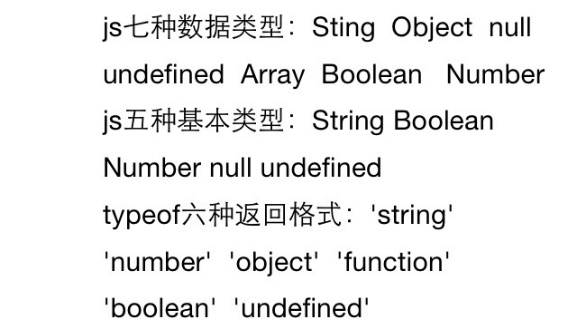 js七种数据类型：Sting Object null
undefined Array Boolean Number
js五种基本类型：String Boolean
Number null undefined
typeof六种返回格式：'string'
'number' 'object' 'function'
'boolean' 'undefined'